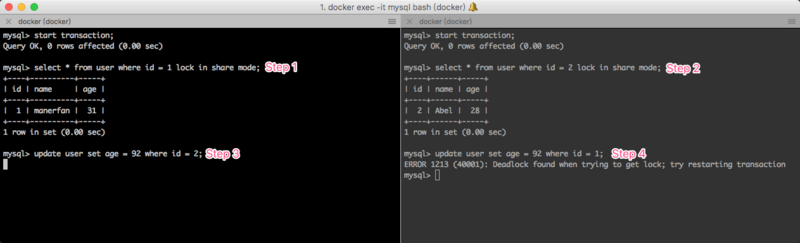 1. docker exec -it mysql bash (docker) 🔔
docker (docker)
mysql> start transaction;
Query OK, 0 rows affected (0.00 sec)
mysql> select * from user where id = 1 lock in share mode; Step 1
+----+----------+-----+
| id | name     | age |
+----+----------+-----+
|  1 | manerfan |  31 |
+----+----------+-----+
1 row in set (0.00 sec)
mysql> update user set age = 92 where id = 2; Step 3
docker (docker)
mysql> start transaction;
Query OK, 0 rows affected (0.00 sec)
mysql> select * from user where id = 2 lock in share mode; Step 2
+----+------+-----+
| id | name | age |
+----+------+-----+
|  2 | Abel |  28 |
+----+------+-----+
1 row in set (0.00 sec)
mysql> update user set age = 92 where id = 1; Step 4
ERROR 1213 (40001): Deadlock found when trying to get lock; try restarting transaction
mysql>